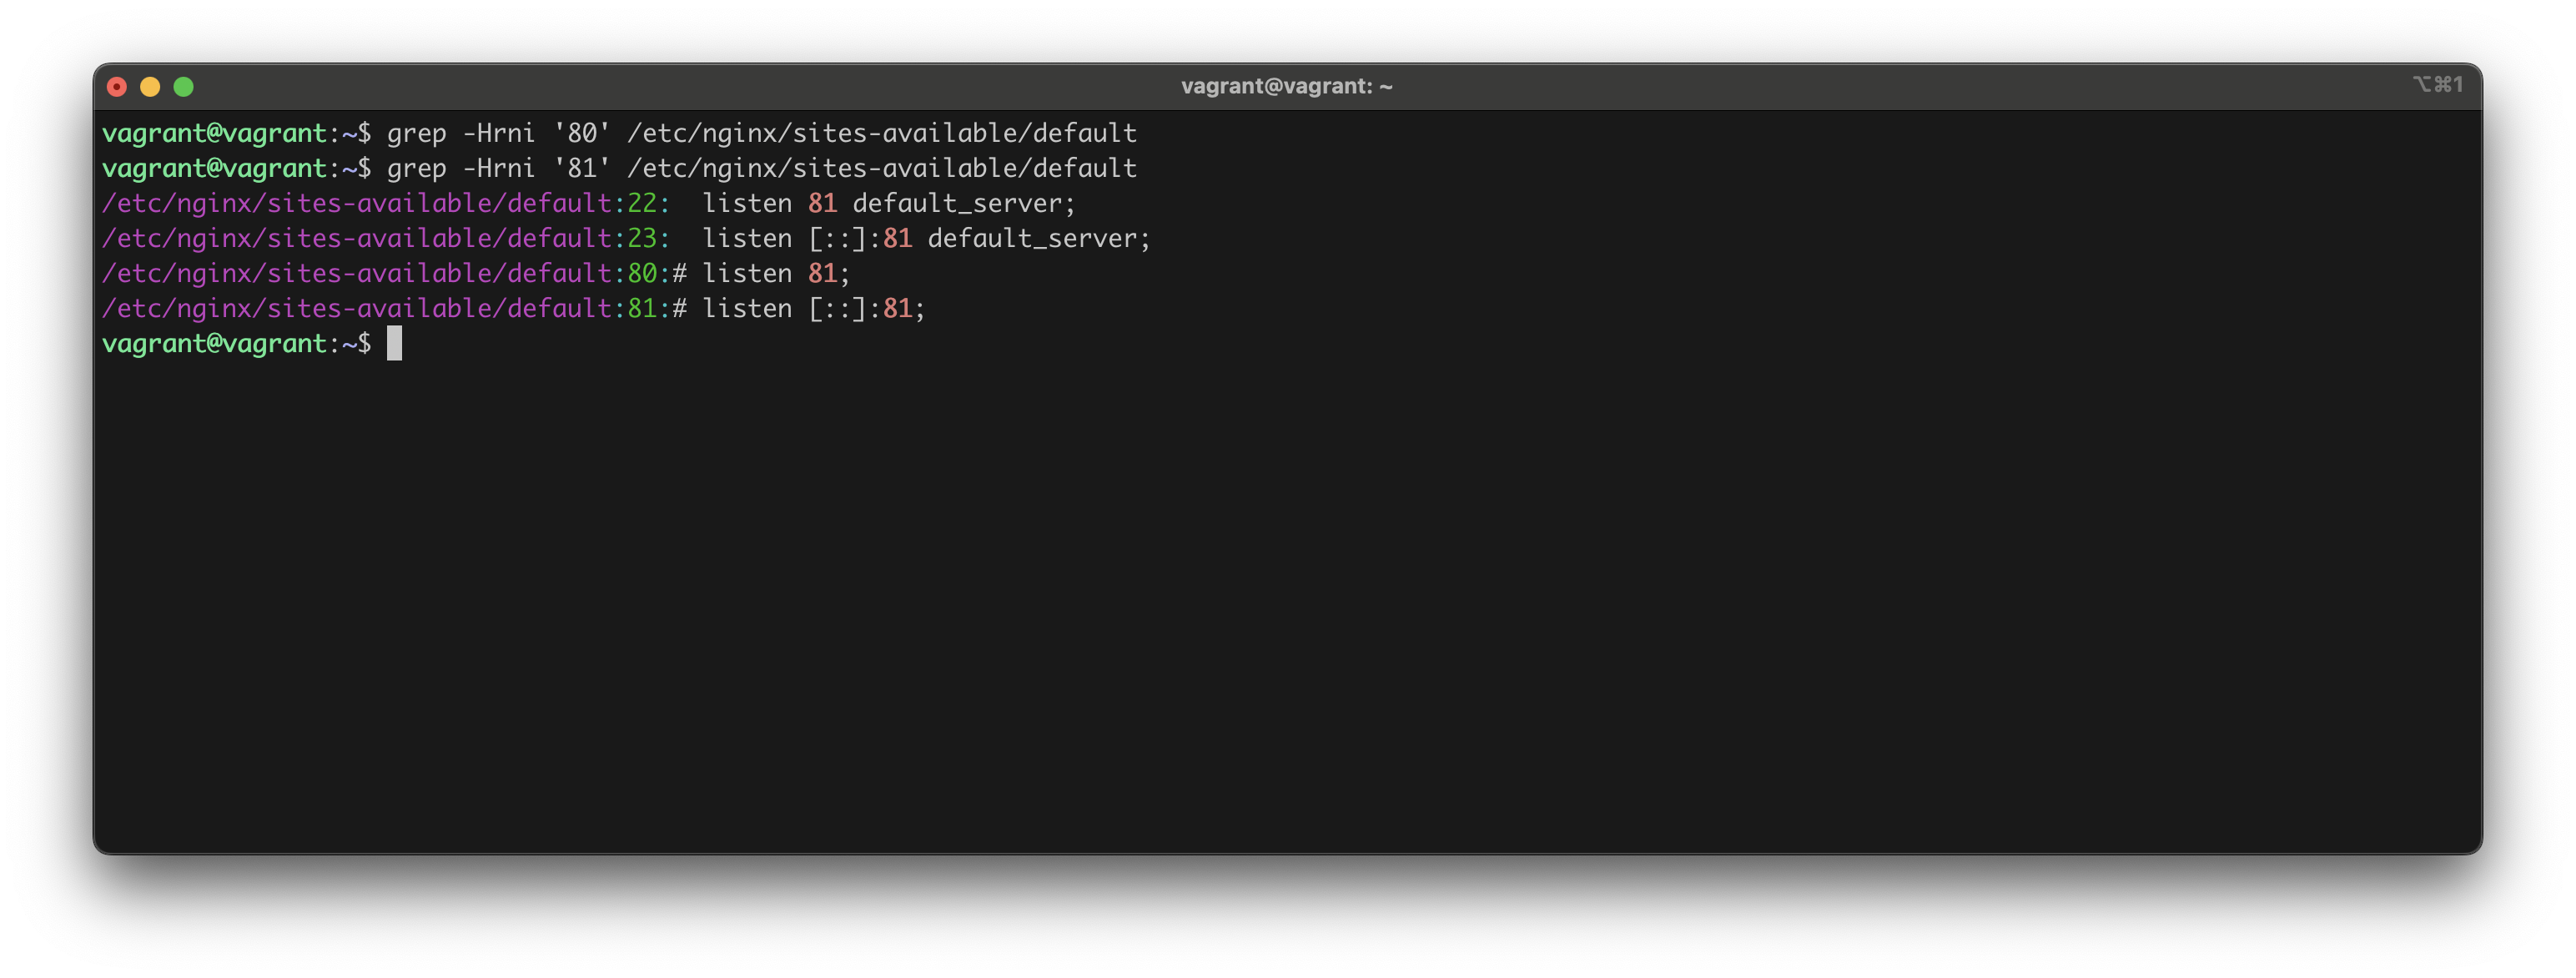 vagrant@vagrant: ~
⌥⌘1
vagrant@vagrant:~$ grep -Hrni '80' /etc/nginx/sites-available/default
vagrant@vagrant:~$ grep -Hrni '81' /etc/nginx/sites-available/default
/etc/nginx/sites-available/default:22:  listen 81 default_server;
/etc/nginx/sites-available/default:23:  listen [::]:81 default_server;
/etc/nginx/sites-available/default:80:# listen 81;
/etc/nginx/sites-available/default:81:# listen [::]:81;
vagrant@vagrant:~$